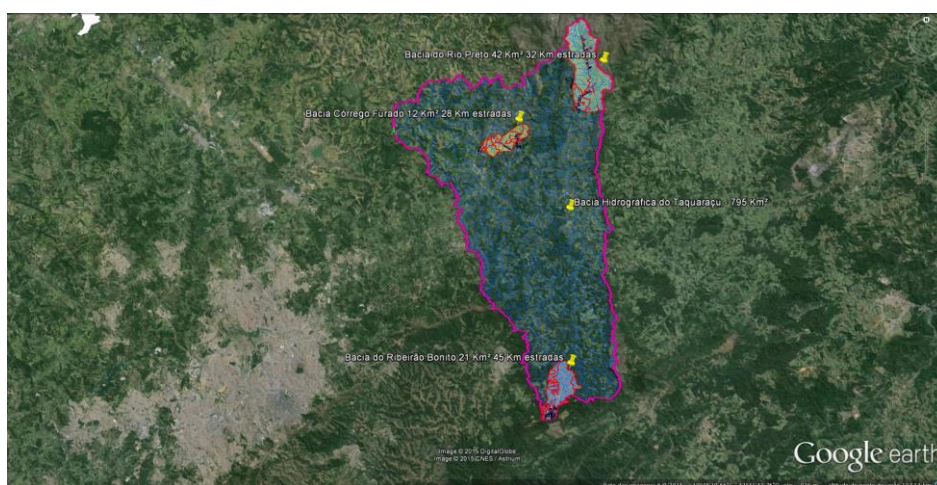 Bacia do Rio Preto 42 Km² 32 Km estradas
Bacia Córrego Furado 12 Km² 28 Km estradas
Bacia Hidrográfica do Taquaraçu - 795 Km²
Bacia do Ribeirão Bonito 21 Km² 45 Km estradas
Image © 2015 DigitalGlobe
Image © 2015 CNES / Astrium
Google earth